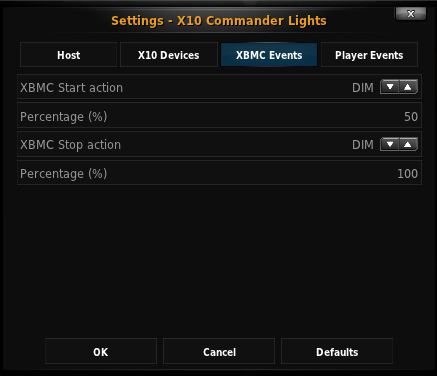 Settings - X10 Commander Lights
x
Host X10 Devices XBMC Events Player Events
XBMC Start action DIM
Percentage (%) 50
XBMC Stop action DIM
Percentage (%) 100
OK Cancel Defaults